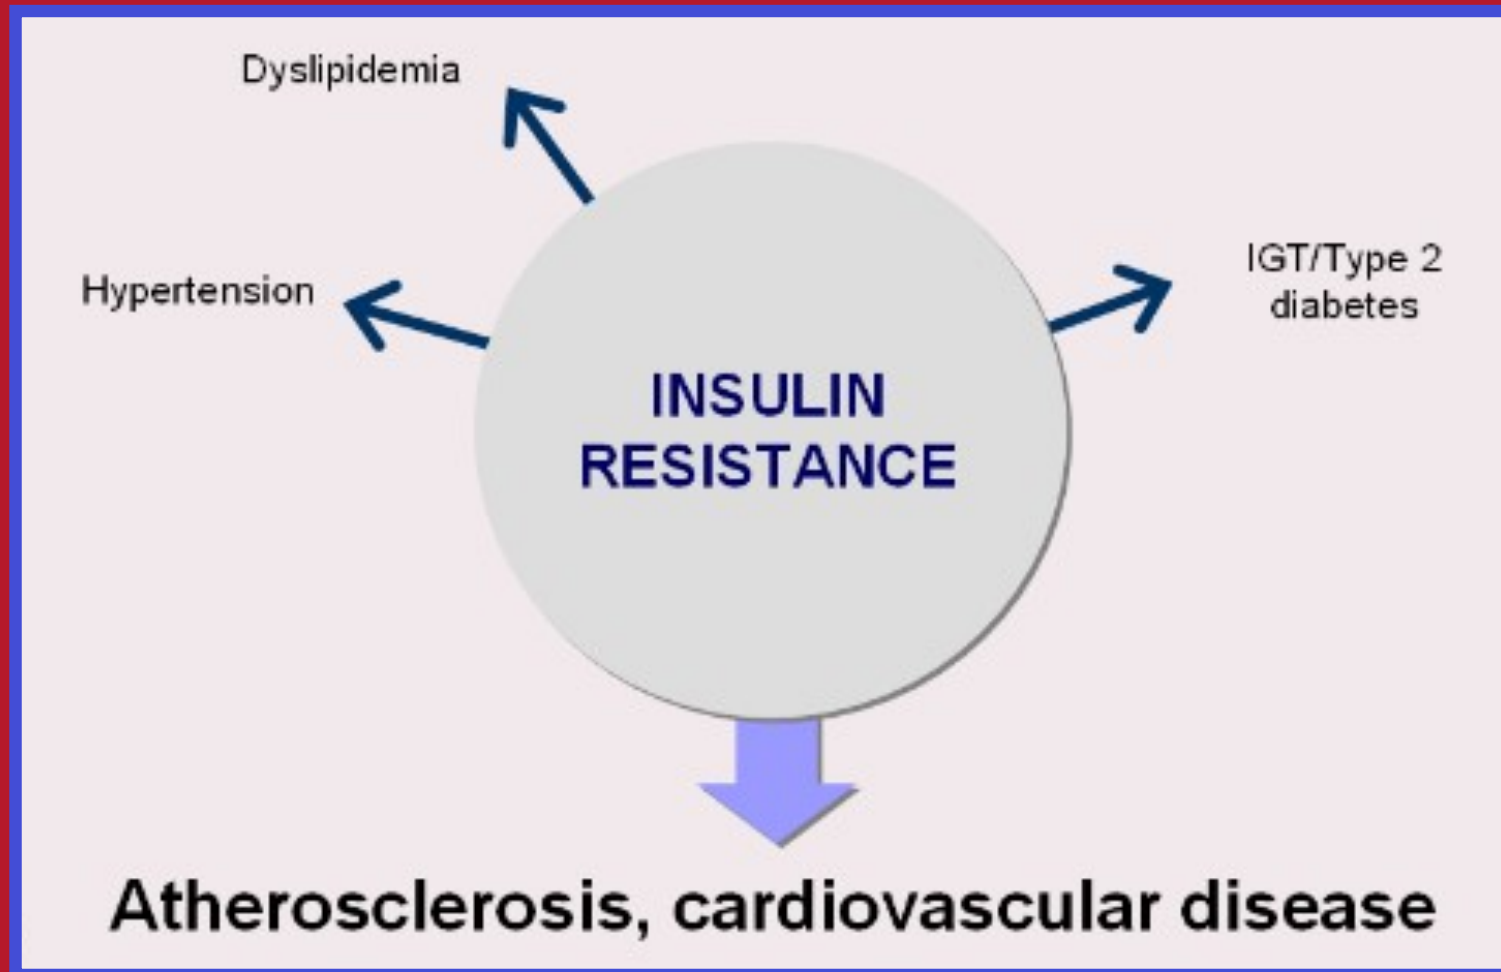 Dyslipidemia
Hypertension
IGT/Type 2
diabetes
INSULIN
RESISTANCE
Atherosclerosis, cardiovascular disease